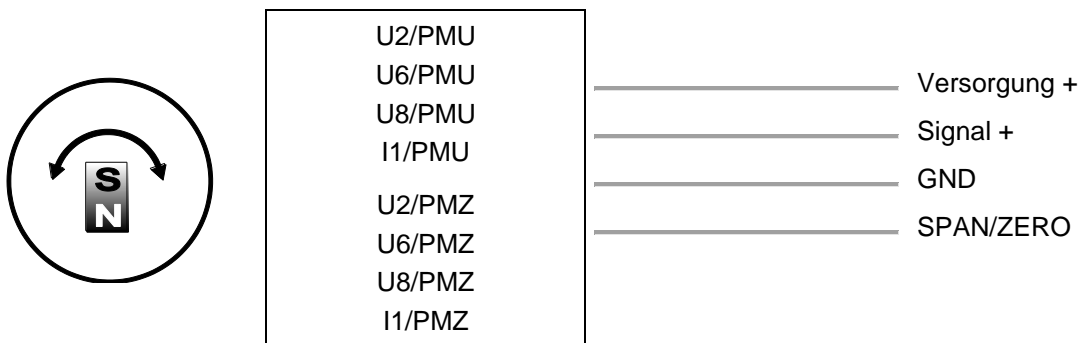 S
N
U2/PMU
U6/PMU
U8/PMU
I1/PMU
U2/PMZ
U6/PMZ
U8/PMZ
I1/PMZ
Versorgung +
Signal +
GND
SPAN/ZERO